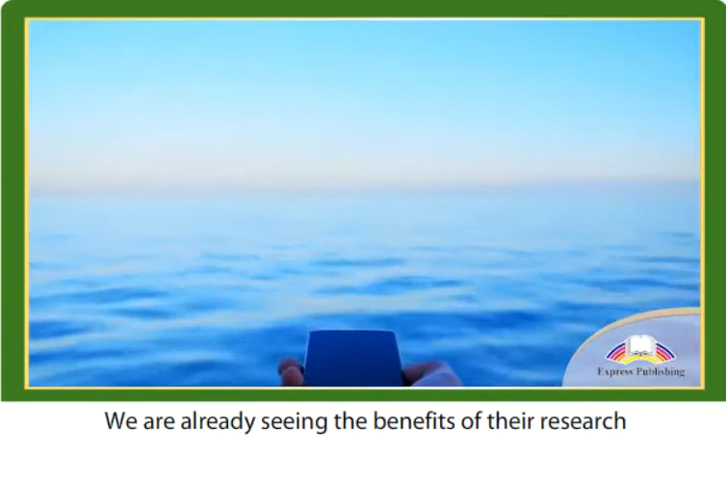 Express Publishing
We are already seeing the benefits of their research